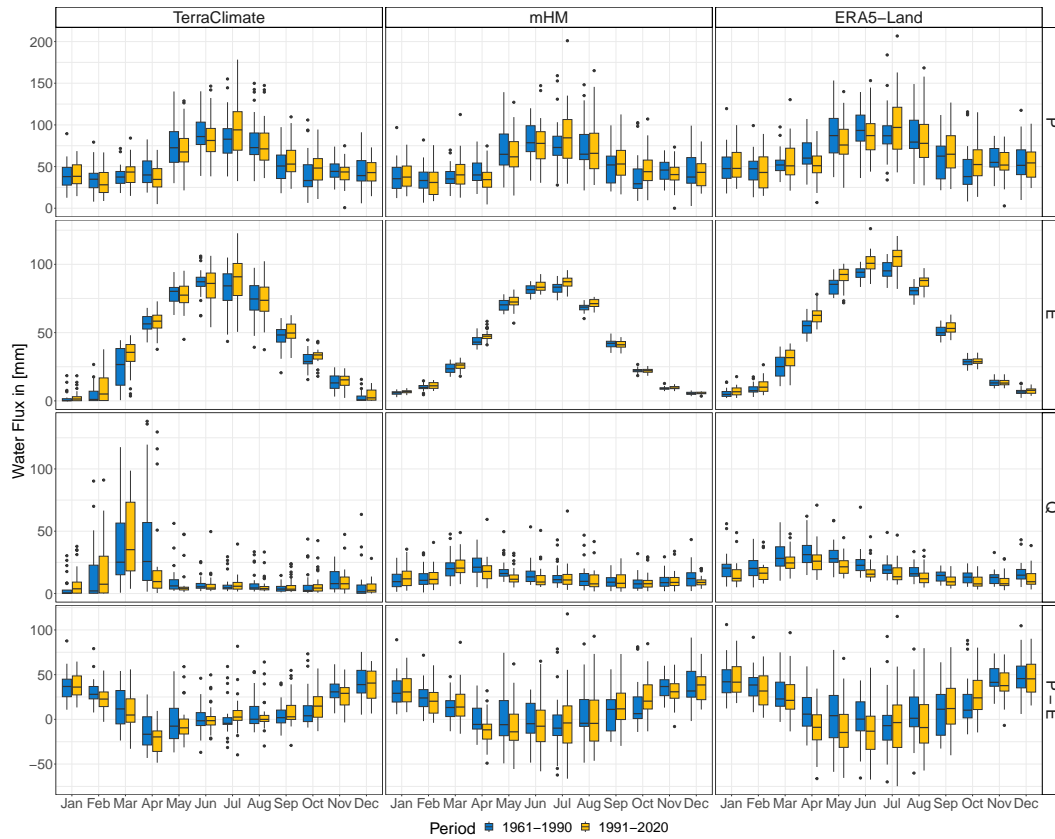 TerraClimate mHM ERA5−Land
P
200
150
100
50
0
E
100
50
0
Water Flux in [mm]
Q
100
50
0
P − E
100
50
0
−50
Jan Feb Mar Apr May Jun Jul Aug Sep Oct Nov Dec Jan Feb Mar Apr May Jun Jul Aug Sep Oct Nov Dec Jan Feb Mar Apr May Jun Jul Aug Sep Oct Nov Dec
Period 1961−1990 1991−2020